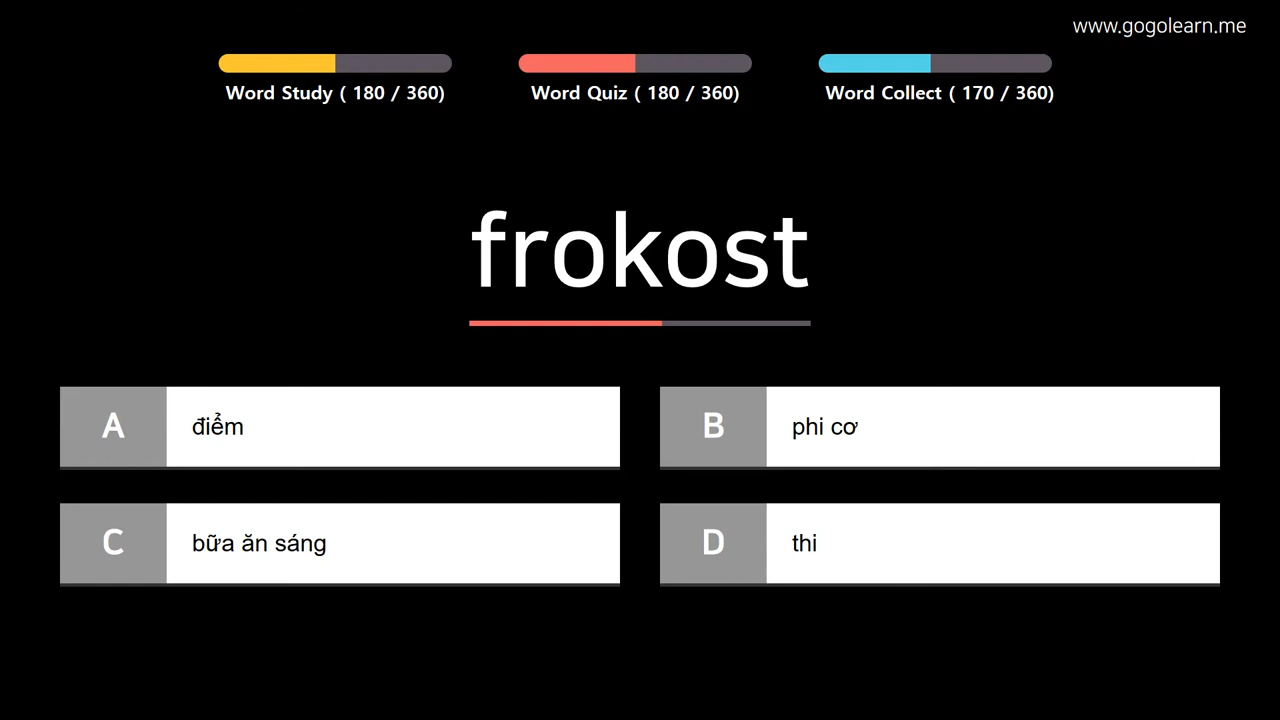 www.gogolearn.me
Word Study ( 180 / 360)
Word Quiz ( 180 / 360)
Word Collect ( 170 / 360)
frokost
A
điểm
B
phi cơ
C
bữa ăn sáng
D
thi